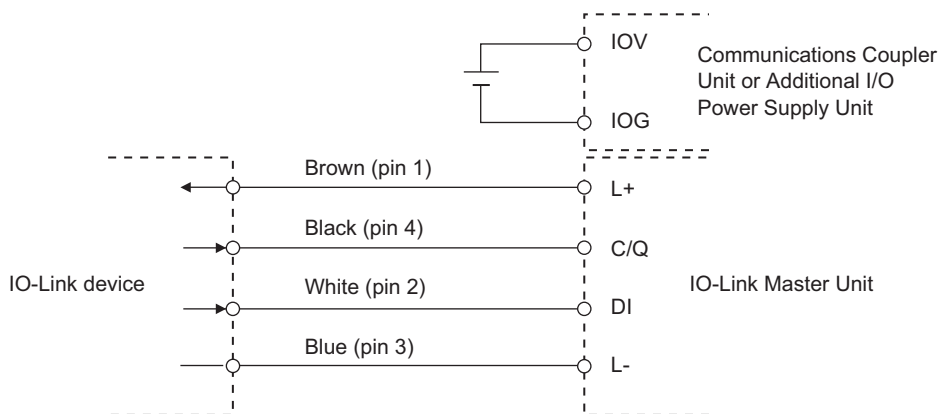 IOV
Communications Coupler
Unit or Additional I/O
Power Supply Unit
IOG
Brown (pin 1)
L+
Black (pin 4)
C/Q
IO-Link device
White (pin 2)
IO-Link Master Unit
DI
Blue (pin 3)
L-